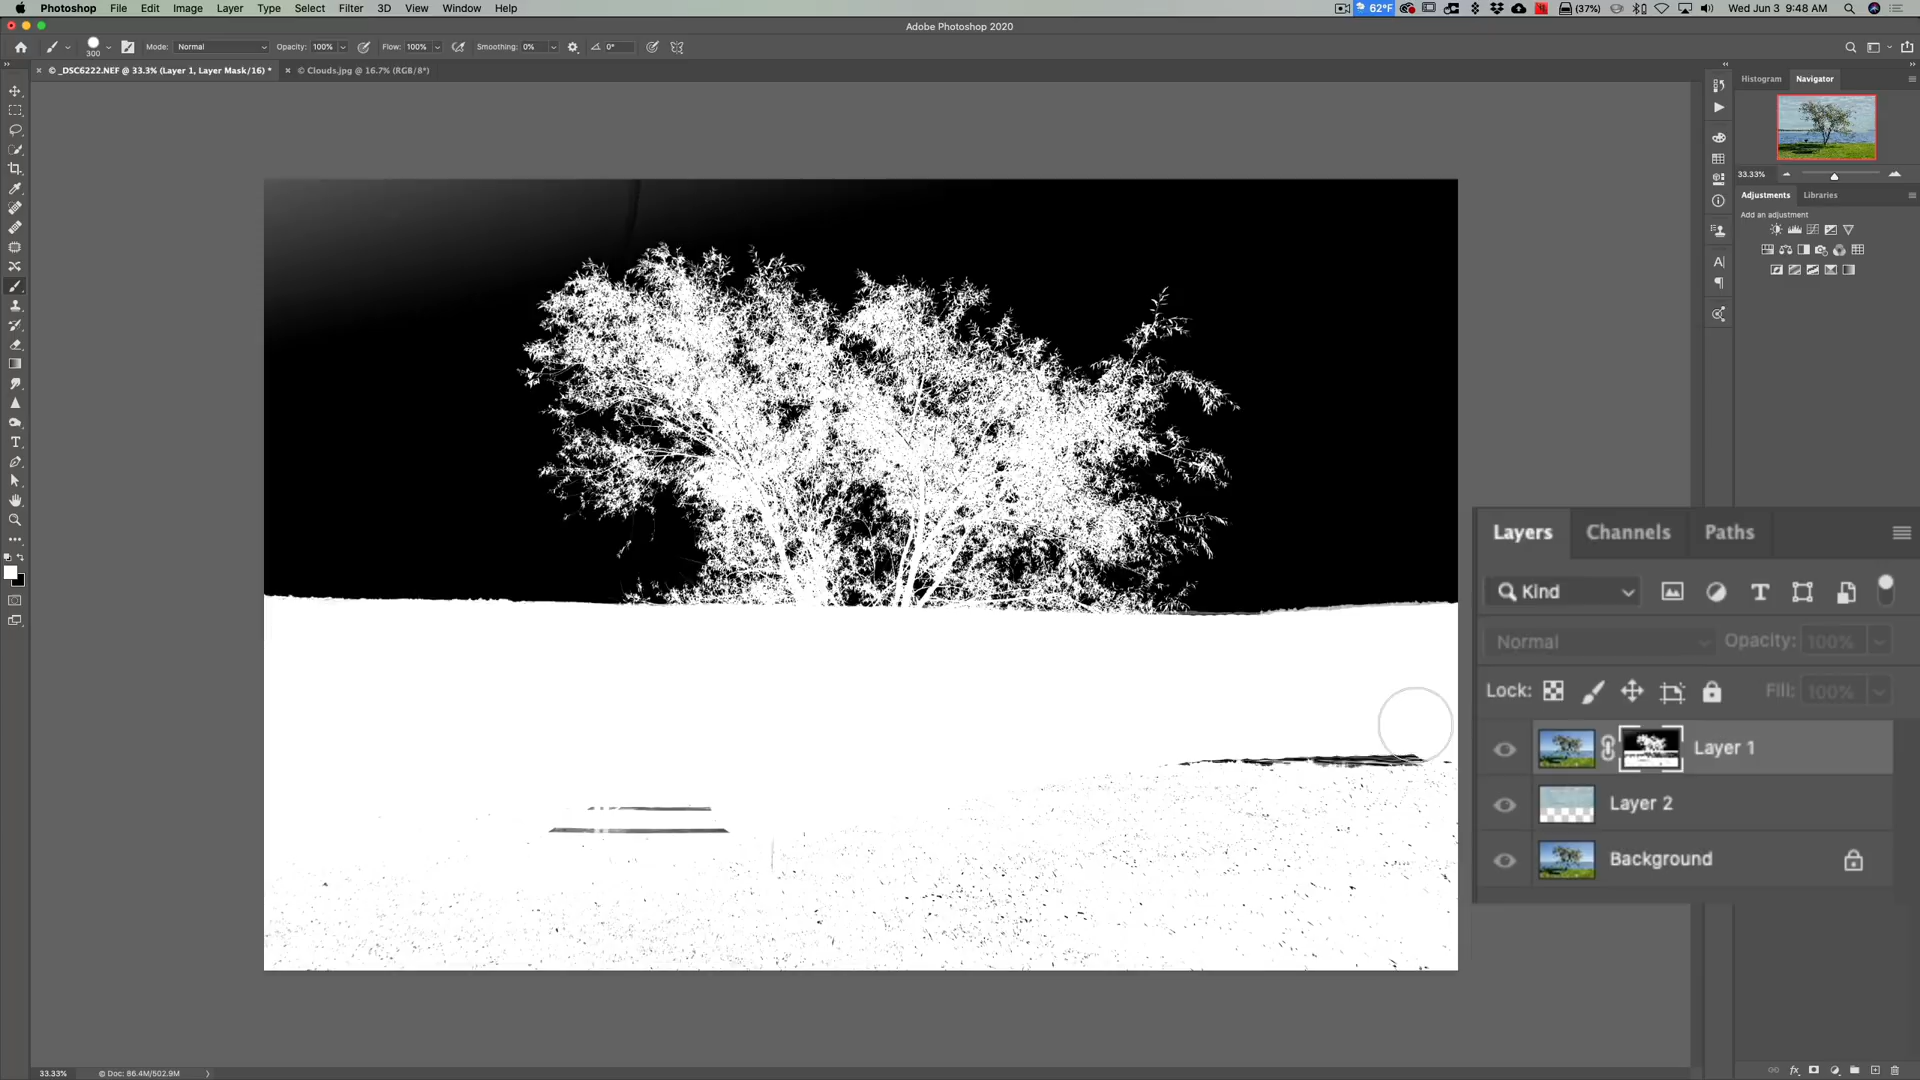 Photoshop File Edit Image Layer Type Select Filter 3D View Window Help
62°F (37%) Wed Jun 3 9:48 AM
Adobe Photoshop 2020
300 Mode: Normal Opacity: 100% Flow: 100% Smoothing: 0% 0°
× © _DSC6222.NEF @ 33.3% (Layer 1, Layer Mask/16) * × © Clouds.jpg @ 16.7% (RGB/8*)
Histogram Navigator
33.33%
Adjustments Libraries
Add an adjustment
Layers Channels Paths
Kind
Normal Opacity: 100%
Lock: Fill: 100%
Layer 1
Layer 2
Background
33.33% Doc: 86.4M/502.9M